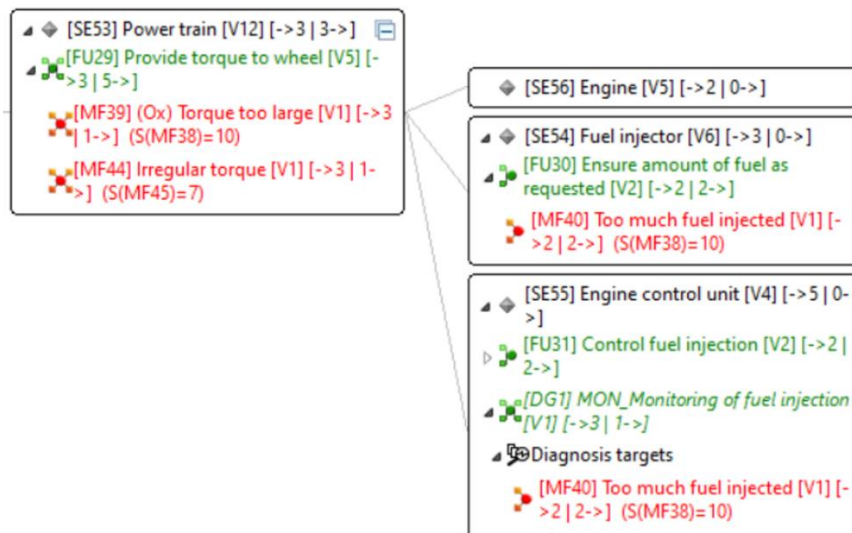 [SE53] Power train [V12] [->3 | 3->]
[FU29] Provide torque to wheel [V5] [-
>3 | 5->]
[MF39] (Ox) Torque too large [V1] [->3
| 1->] (S(MF38)=10)
[MF44] Irregular torque [V1] [->3 | 1-
>] (S(MF45)=7)
[SE56] Engine [V5] [->2 | 0->]
[SE54] Fuel injector [V6] [->3 | 0->]
[FU30] Ensure amount of fuel as
requested [V2] [->2 | 2->]
[MF40] Too much fuel injected [V1] [-
>2 | 2->] (S(MF38)=10)
[SE55] Engine control unit [V4] [->5 | 0-
>]
[FU31] Control fuel injection [V2] [->2 |
2->]
[DG1] MON_Monitoring of fuel injection
[V1] [->3 | 1->]
Diagnosis targets
[MF40] Too much fuel injected [V1] [-
>2 | 2->] (S(MF38)=10)